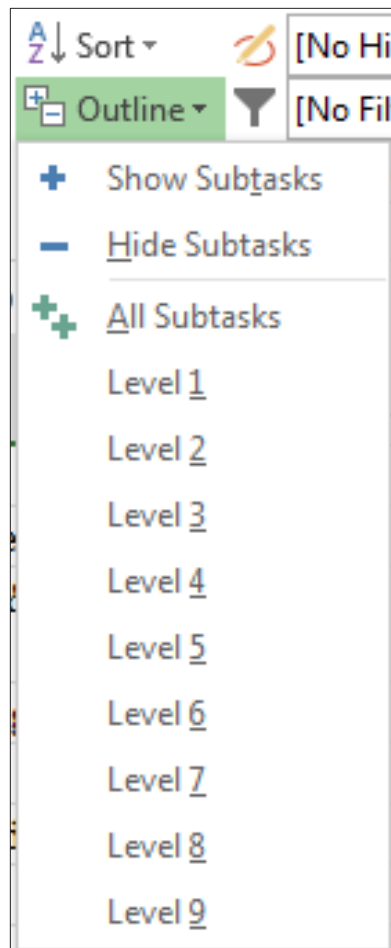 Sort [No Hi
Outline [No Fil
Show Subtasks
Hide Subtasks
All Subtasks
Level 1
Level 2
Level 3
Level 4
Level 5
Level 6
Level 7
Level 8
Level 9